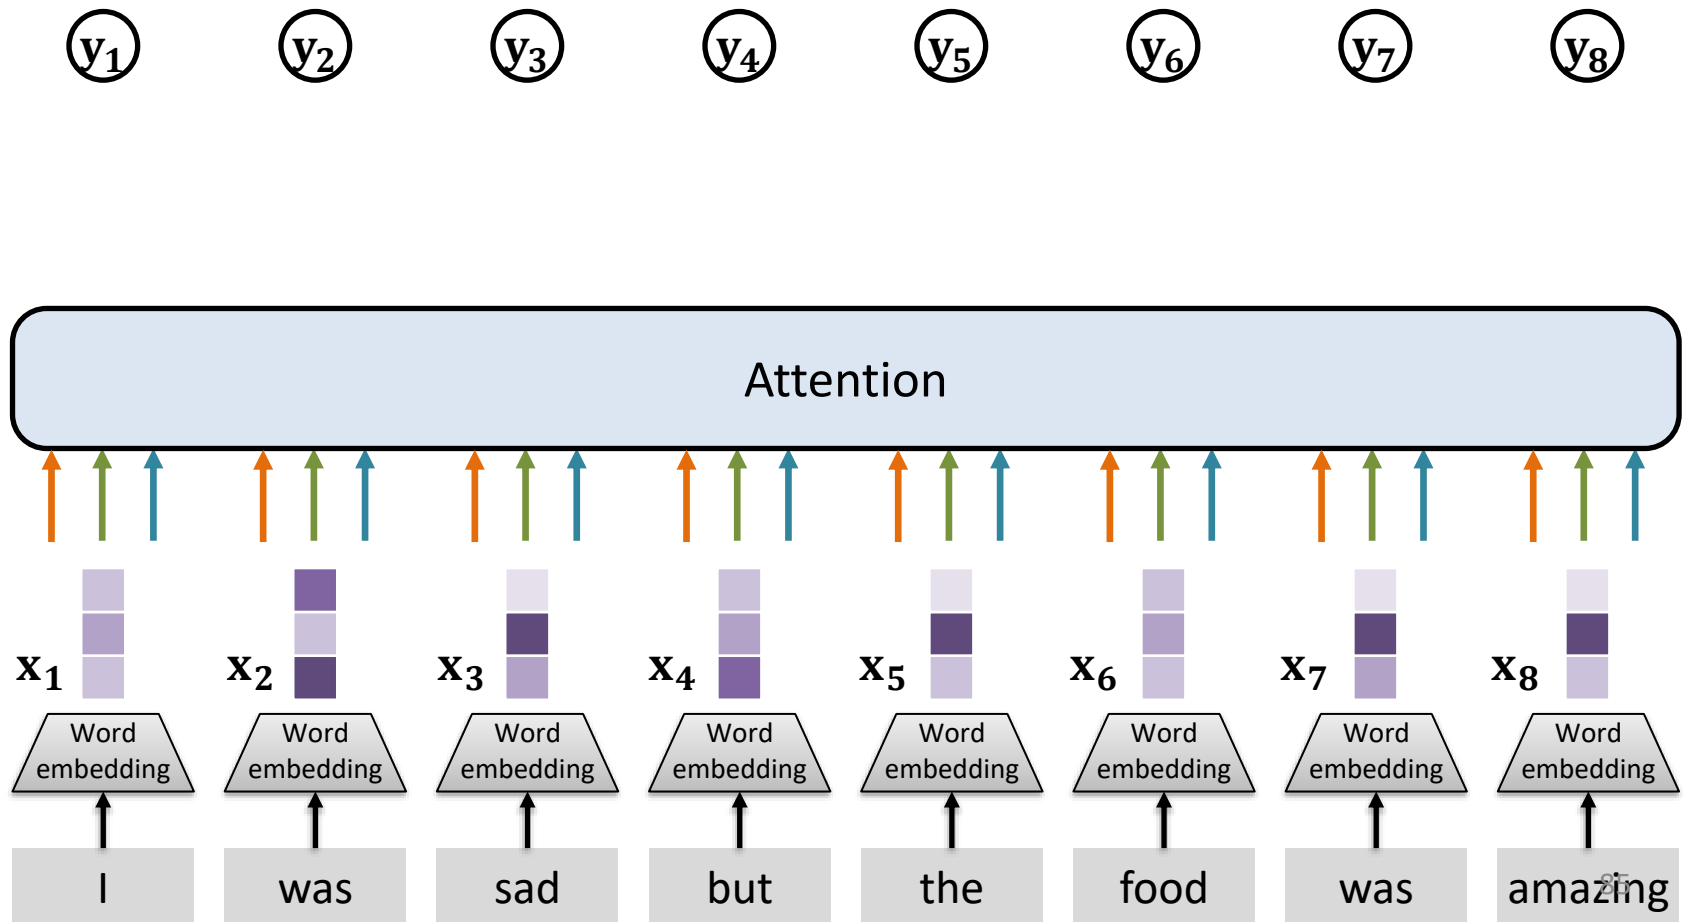 y₁ y₂ y₃ y₄ y₅ y₆ y₇ y₈
Attention
x₁ x₂ x₃ x₄ x₅ x₆ x₇ x₈
Word Word Word Word Word Word Word Word
embedding embedding embedding embedding embedding embedding embedding embedding
I was sad but the food was amazing
85